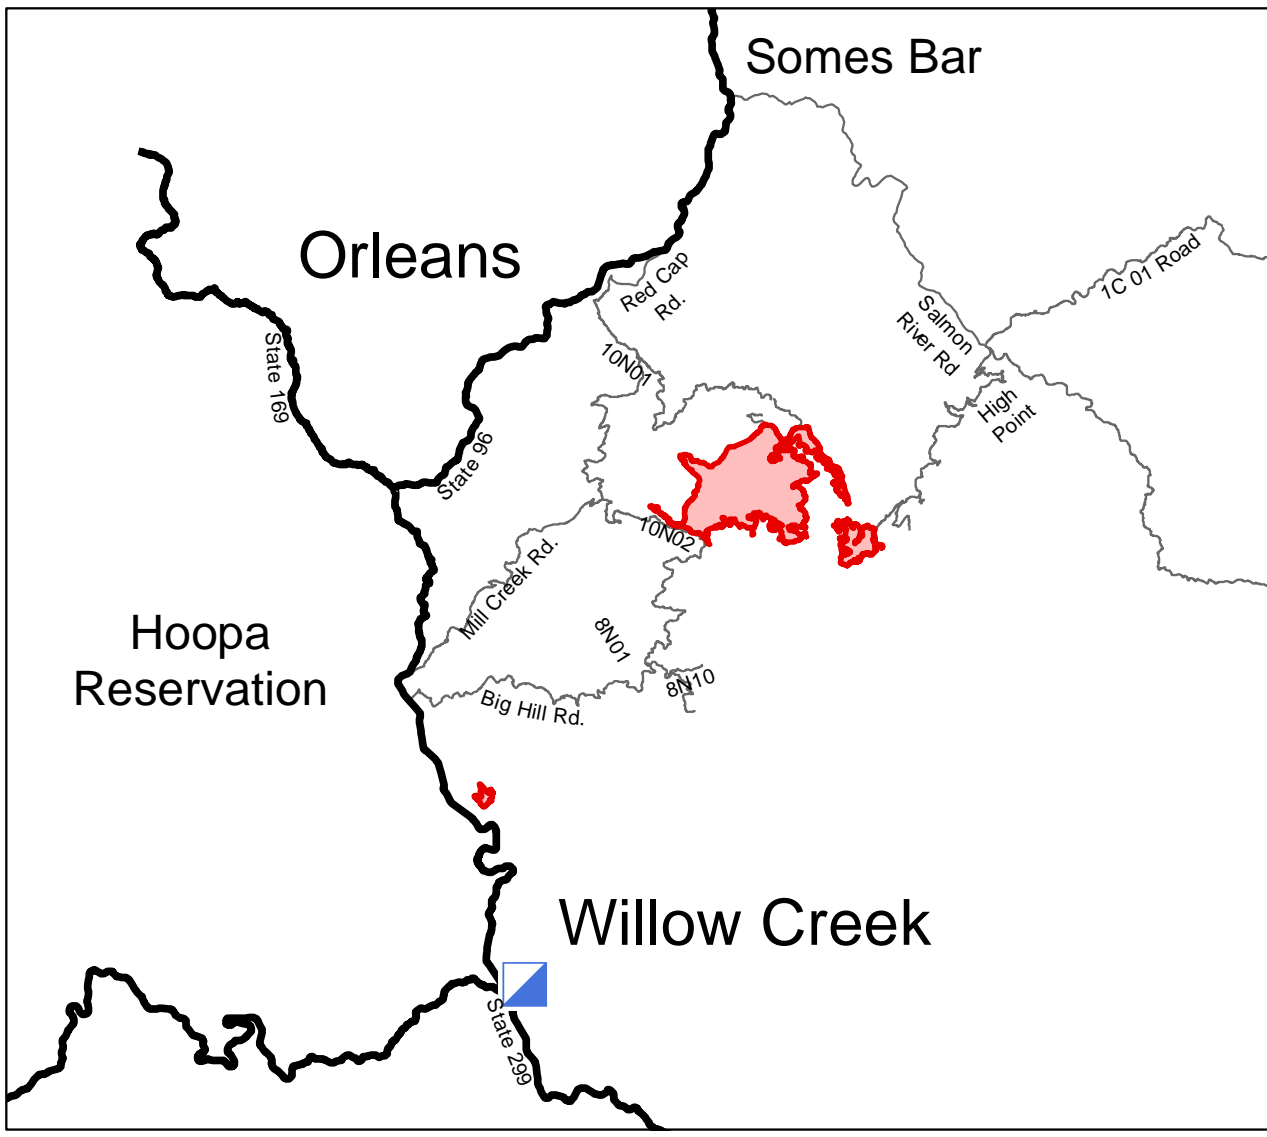 Somes Bar
Orleans
Red Cap
Rd.
1C 01 Road
Salmon
River Rd
State 169
10N01
High
Point
State 96
10N02
Mill Creek Rd.
Hoopa
Reservation
8N01
8N10
Big Hill Rd.
Willow Creek
State 299